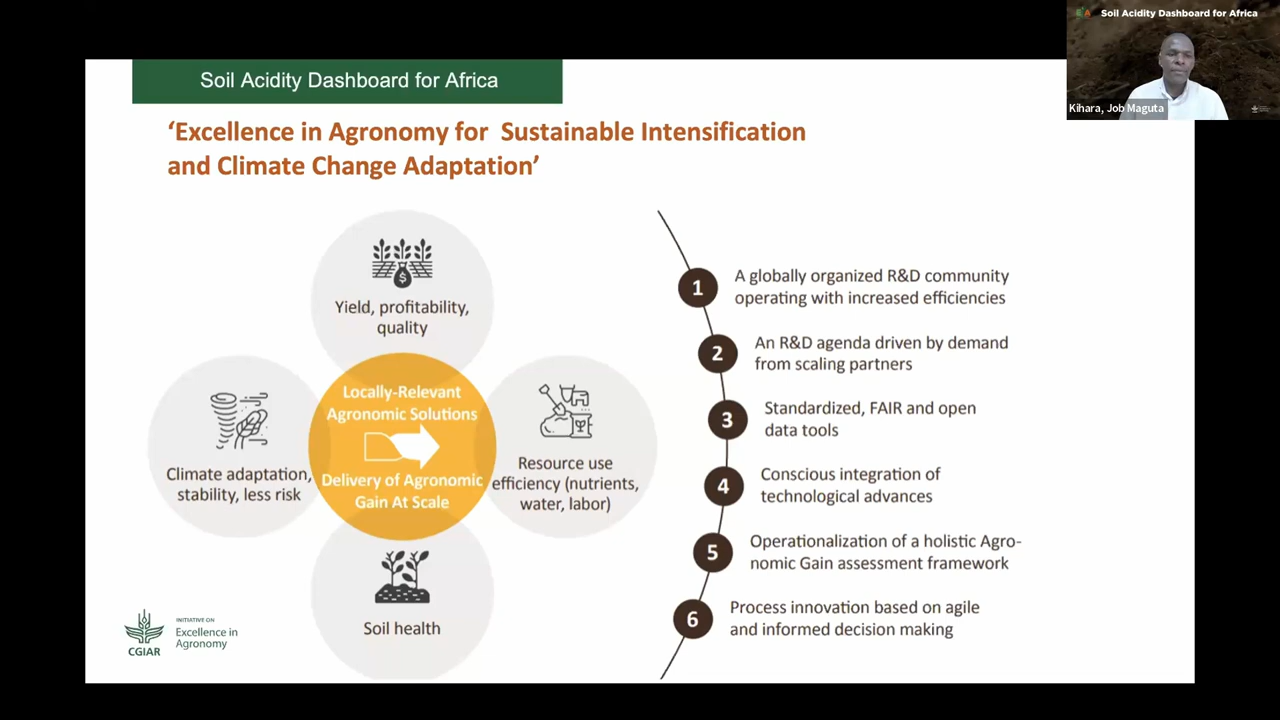 Soil Acidity Dashboard for Africa
Kihara, Job Maguta
Soil Acidity Dashboard for Africa
‘Excellence in Agronomy for Sustainable Intensification
and Climate Change Adaptation’
Yield, profitability,
quality
Climate adaptation,
stability, less risk
Locally-Relevant
Agronomic Solutions
Delivery of Agronomic
Gain At Scale
Resource use
efficiency (nutrients,
water, labor)
Soil health
1
A globally organized R&D community
operating with increased efficiencies
2
An R&D agenda driven by demand
from scaling partners
3
Standardized, FAIR and open
data tools
4
Conscious integration of
technological advances
5
Operationalization of a holistic Agro-
nomic Gain assessment framework
6
Process innovation based on agile
and informed decision making
CGIAR
INITIATIVE ON
Excellence in
Agronomy